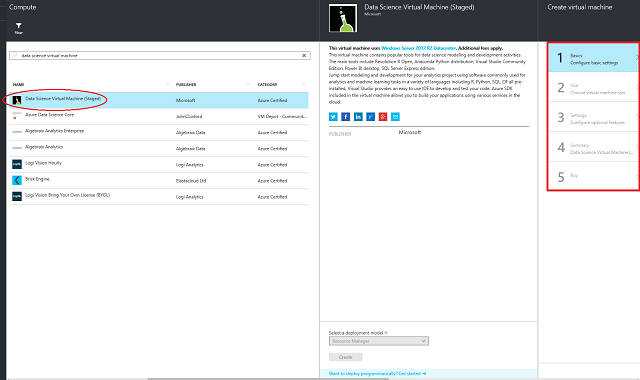 Compute
Filter
data science virtual machine
NAME PUBLISHER CATEGORY
Data Science Virtual Machine (Staged) Microsoft Azure Certified
Azure Data Science Core JohnClinford VM Depot - Communi...
Algebraix Analytics Enterprise Algebraix Data Azure Certified
Algebraix Analytics Algebraix Data Azure Certified
Logi Vision Hourly Logi Analytics Azure Certified
Brisk Engine Elastacloud Ltd Azure Certified
Logi Vision Bring Your Own License (BYOL) Logi Analytics Azure Certified
Data Science Virtual Machine (Staged)
Microsoft
This virtual machine uses Windows Server 2012 R2 Datacenter. Additional fees apply.
This virtual machine contains popular tools for data science modeling and development activities.
The main tools include Revolution R Open, Anaconda Python distribution, Visual Studio Community
Edition, Power BI desktop, SQL Server Express edition.
Jump start modeling and development for your analytics project using software commonly used for
analytics and machine learning tasks in a variety of languages including R, Python, SQL, C# all pre-
installed. Visual Studio provides an easy to use IDE to develop and test your code. Azure SDK
included in the virtual machine allows you to build your applications using various services in the
cloud.
PUBLISHER Microsoft
Select a deployment model
Resource Manager
Create
Want to deploy programmatically? Get started →
Create virtual machine
1 Basics
Configure basic settings
2 Size
Choose virtual machine size
3 Settings
Configure optional features
4 Summary
Data Science Virtual Machine (...
5 Buy